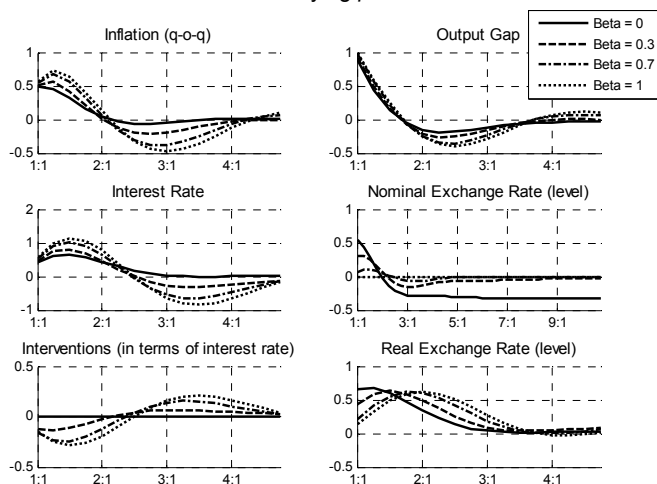 Inflation (q-o-q)
1
0.5
0
-0.5
1:1 2:1 3:1 4:1
Output Gap
1
0.5
0
-0.5
1:1 2:1 3:1 4:1
Beta = 0
Beta = 0.3
Beta = 0.7
Beta = 1
Interest Rate
2
1
0
-1
1:1 2:1 3:1 4:1
Nominal Exchange Rate (level)
1
0.5
0
-0.5
1:1 3:1 5:1 7:1 9:1
Interventions (in terms of interest rate)
0.5
0
-0.5
1:1 2:1 3:1 4:1
Real Exchange Rate (level)
1
0.5
0
-0.5
1:1 2:1 3:1 4:1